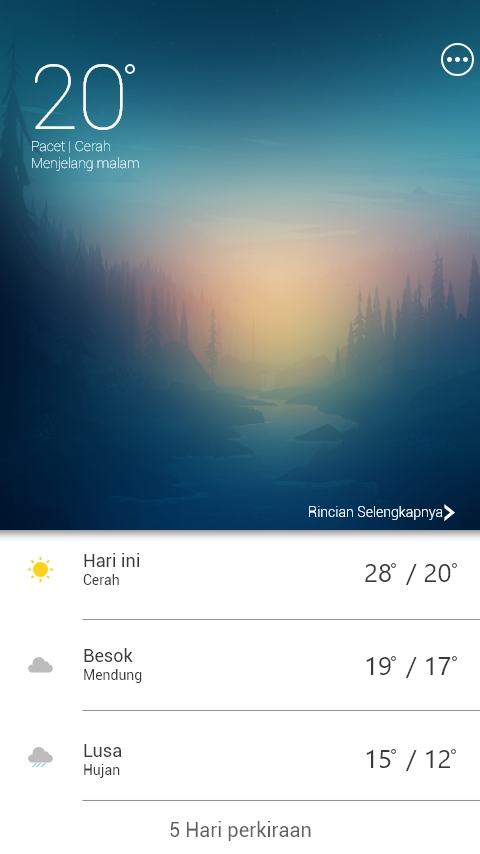 20°
Pacet | Cerah
Menjelang malam
Rincian Selengkapnya
Hari ini
Cerah
28° / 20°
Besok
Mendung
19° / 17°
Lusa
Hujan
15° / 12°
5 Hari perkiraan